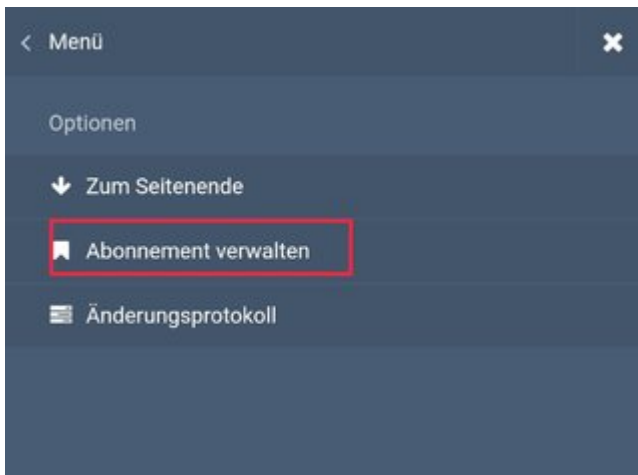 Menü
Optionen
Zum Seitenende
Abonnement verwalten
Änderungsprotokoll